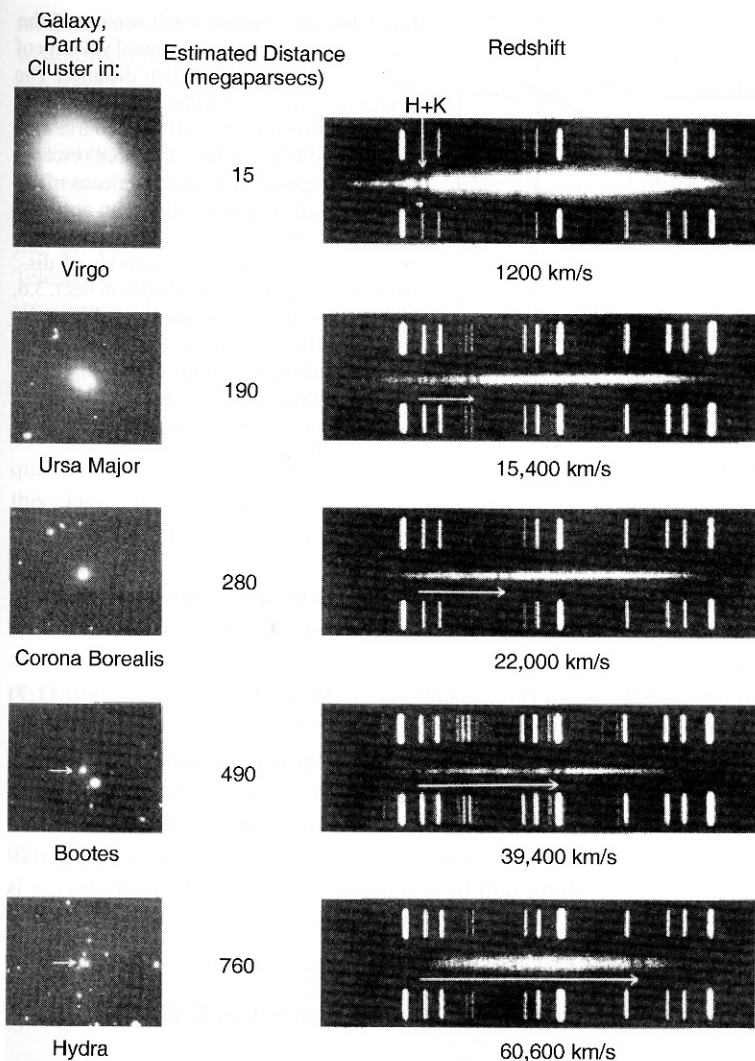 Galaxy,
Part of
Cluster in:
Estimated Distance
(megaparsecs)
Redshift
H+K
15
Virgo
1200 km/s
190
Ursa Major
15,400 km/s
280
Corona Borealis
22,000 km/s
490
Bootes
39,400 km/s
760
Hydra
60,600 km/s